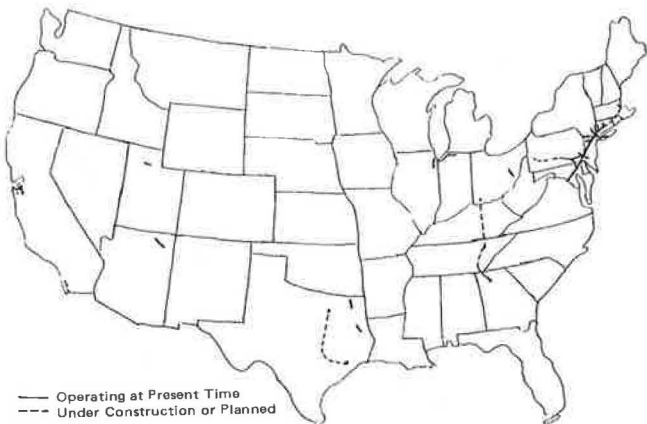 Operating at Present Time
Under Construction or Planned